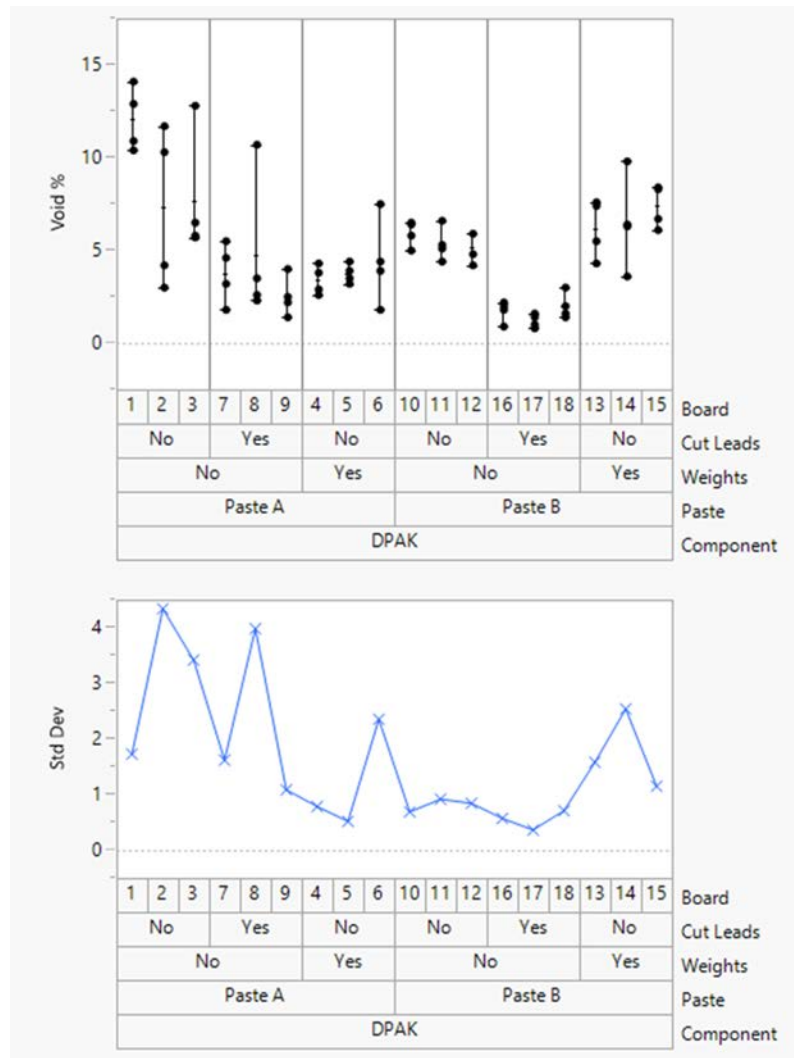 Void %
15
10
5
0
1 2 3 7 8 9 4 5 6 10 11 12 16 17 18 13 14 15 Board
No Yes No No Yes No Cut Leads
No Yes No Yes Weights
Paste A Paste B Paste
DPAK Component
Std Dev
4
3
2
1
0
1 2 3 7 8 9 4 5 6 10 11 12 16 17 18 13 14 15 Board
No Yes No No Yes No Cut Leads
No Yes No Yes Weights
Paste A Paste B Paste
DPAK Component